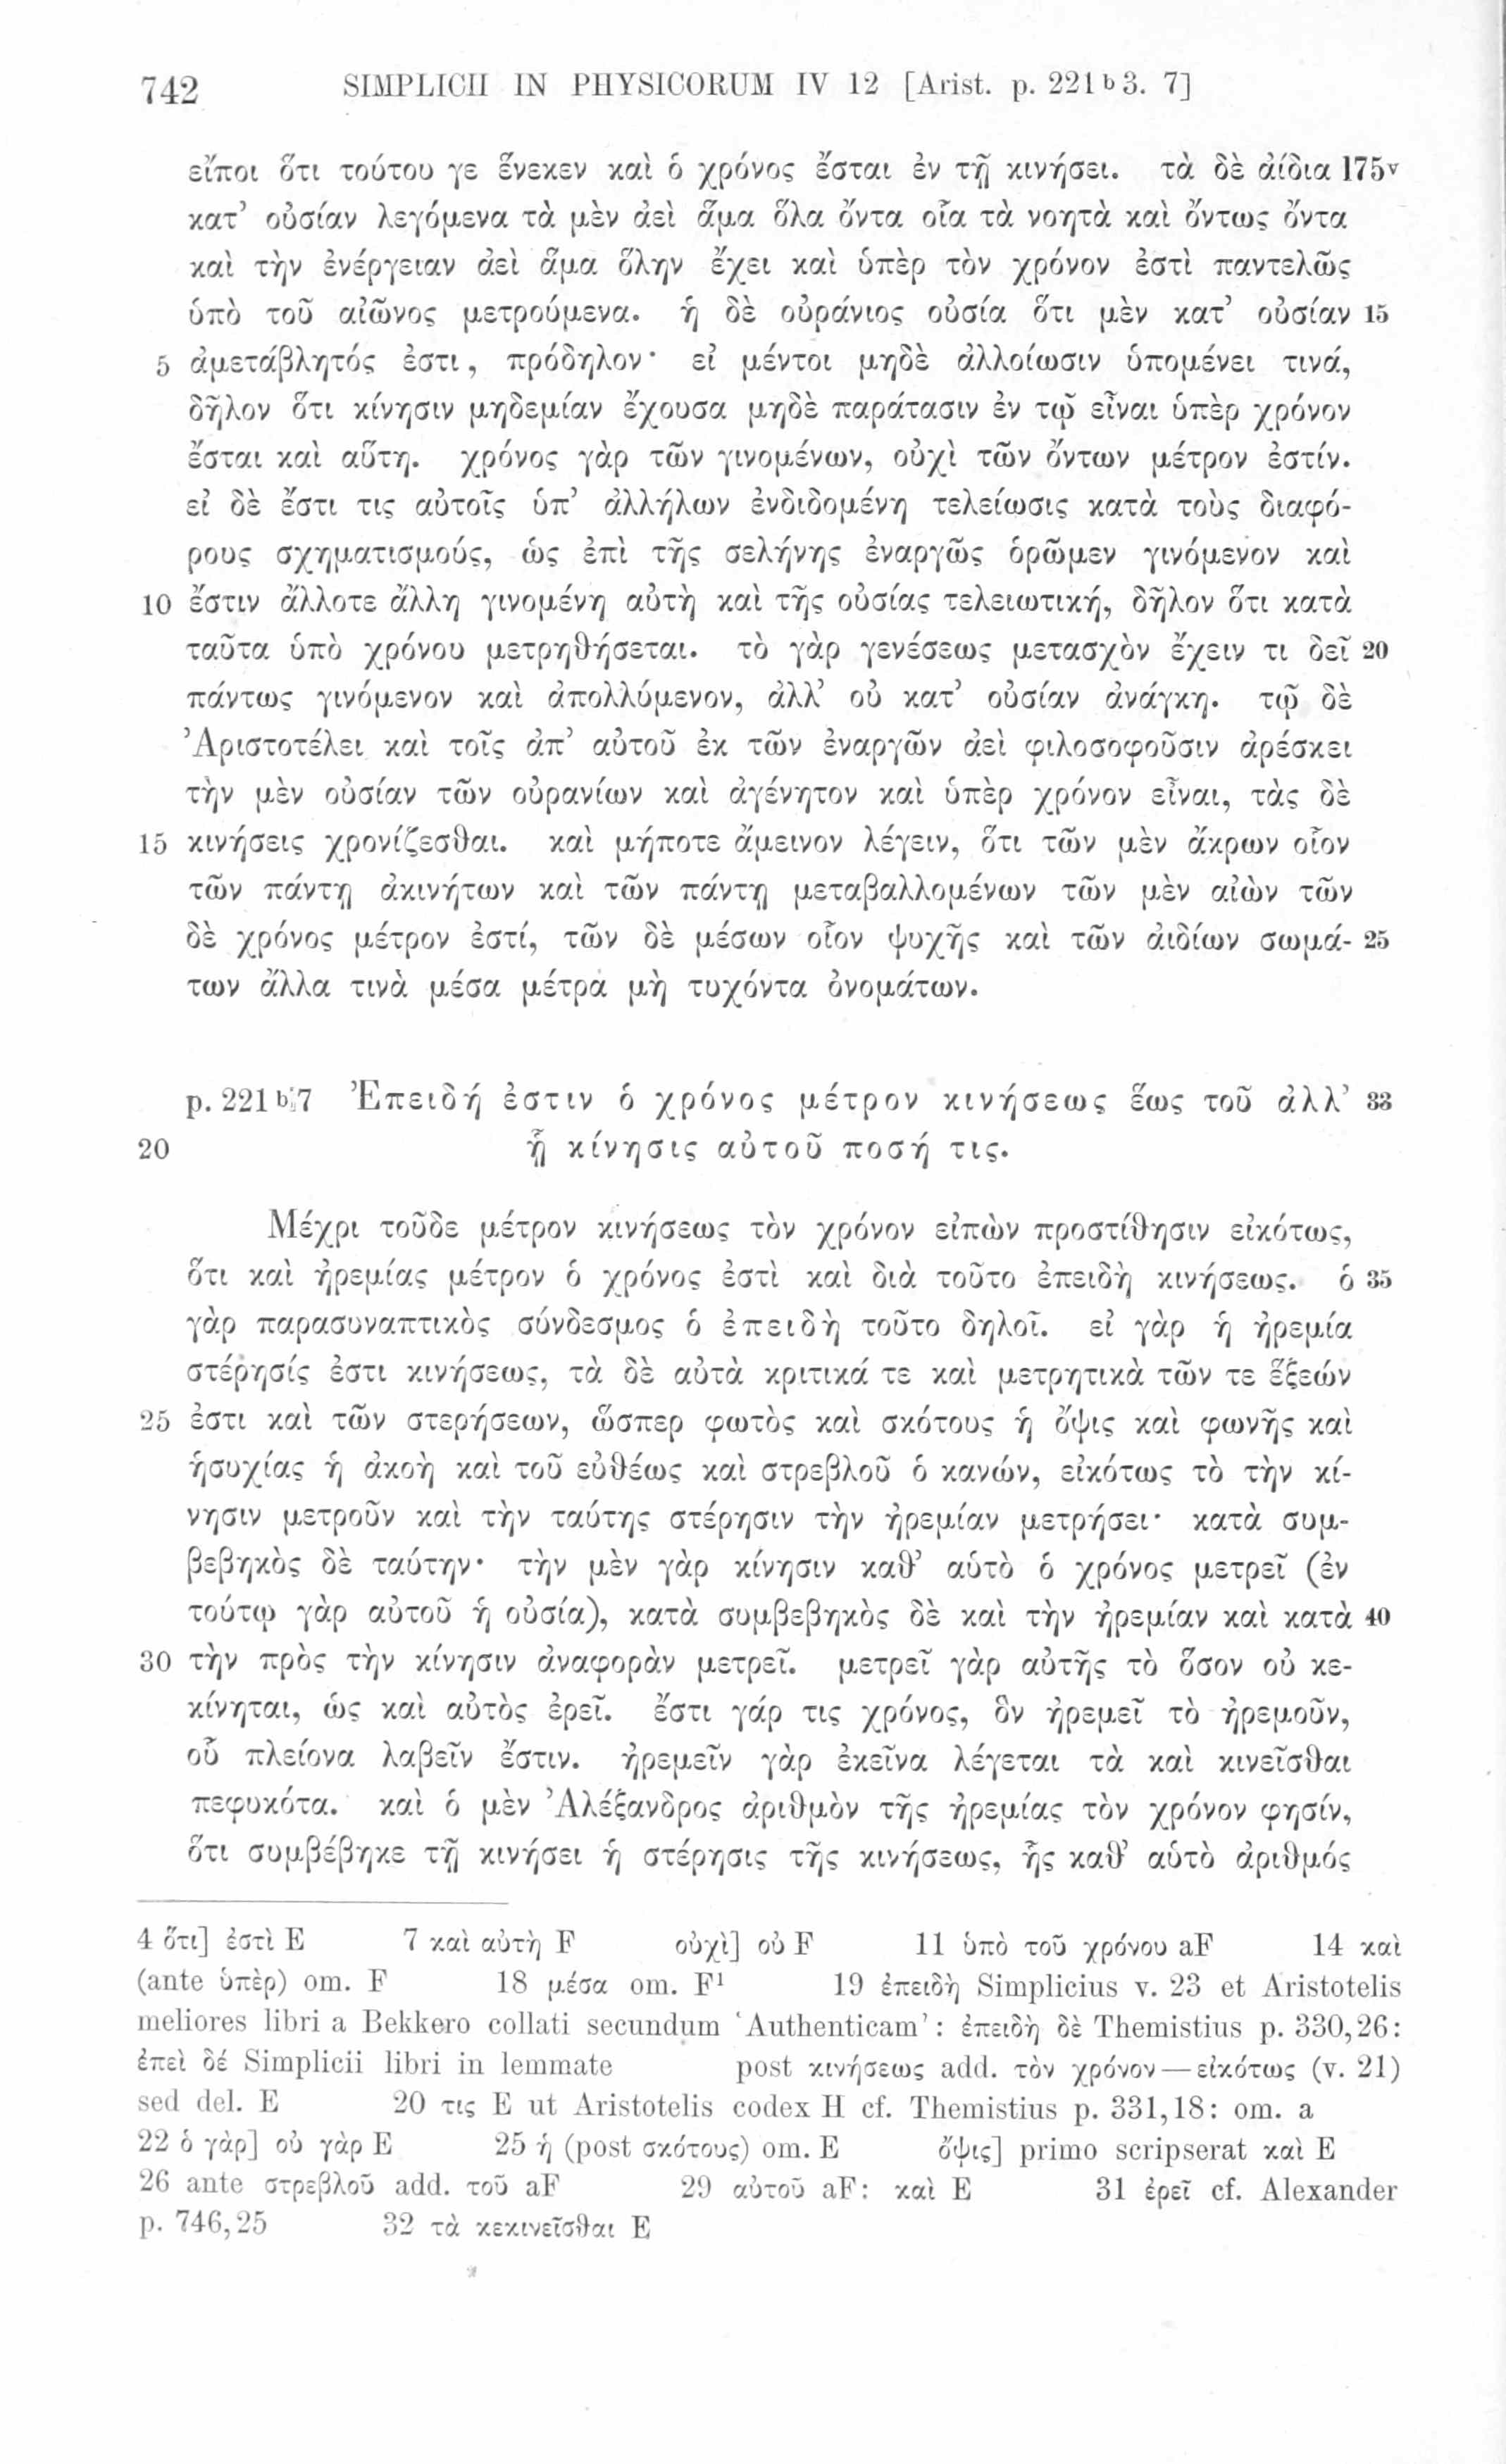 742 SIMPLICII IN PHYSICORUM IV 12 [Arist. p. 221 b 3. 7]
εἴποι ὅτι τούτου γε ἕνεκεν καὶ ὁ χρόνος ἔσται ἐν τῇ κινήσει. τὰ δὲ ἀίδια 175v
κατ’ οὐσίαν λεγόμενα τὰ μὲν ἀεὶ ἅμα ὅλα ὄντα οἷα τὰ νοητὰ καὶ ὄντως ὄντα
καὶ τὴν ἐνέργειαν ἀεὶ ἅμα ὅλην ἔχει καὶ ὑπὲρ τὸν χρόνον ἐστὶ παντελῶς
ὑπὸ τοῦ αἰῶνος μετρούμενα. ἡ δὲ οὐράνιος οὐσία ὅτι μὲν κατ’ οὐσίαν 15
5 ἀμετάβλητός ἐστι, πρόδηλον· εἰ μέντοι μηδὲ ἀλλοίωσιν ὑπομένει τινά,
δῆλον ὅτι κίνησιν μηδεμίαν ἔχουσα μηδὲ παράτασιν ἐν τῷ εἶναι ὑπὲρ χρόνον
ἔσται καὶ αὕτη. χρόνος γὰρ τῶν γινομένων, οὐχὶ τῶν ὄντων μέτρον ἐστίν.
εἰ δὲ ἔστι τις αὐτοῖς ὑπ’ ἀλλήλων ἐνδιδομένη τελείωσις κατὰ τοὺς διαφό-
ρους σχηματισμούς, ὡς ἐπὶ τῆς σελήνης ἐναργῶς ὁρῶμεν γινόμενον καὶ
10 ἔστιν ἄλλοτε ἄλλη γινομένη αὐτὴ καὶ τῆς οὐσίας τελειωτική, δῆλον ὅτι κατὰ
ταῦτα ὑπὸ χρόνου μετρηθήσεται. τὸ γὰρ γενέσεως μετασχὸν ἔχειν τι δεῖ 20
πάντως γινόμενον καὶ ἀπολλύμενον, ἀλλ’ οὐ κατ’ οὐσίαν ἀνάγκη. τῷ δὲ
Ἀριστοτέλει καὶ τοῖς ἀπ’ αὐτοῦ ἐκ τῶν ἐναργῶν ἀεὶ φιλοσοφοῦσιν ἀρέσκει
τὴν μὲν οὐσίαν τῶν οὐρανίων καὶ ἀγένητον καὶ ὑπὲρ χρόνον εἶναι, τὰς δὲ
15 κινήσεις χρονίζεσθαι. καὶ μήποτε ἄμεινον λέγειν, ὅτι τῶν μὲν ἄκρων οἷον
τῶν πάντῃ ἀκινήτων καὶ τῶν πάντῃ μεταβαλλομένων τῶν μὲν αἰὼν τῶν
δὲ χρόνος μέτρον ἐστί, τῶν δὲ μέσων οἷον ψυχῆς καὶ τῶν ἀιδίων σωμά- 25
των ἄλλα τινὰ μέσα μέτρα μὴ τυχόντα ὀνομάτων.
p. 221 b 7 Ἐπειδή ἐστιν ὁ χρόνος μέτρον κινήσεως ἕως τοῦ ἀλλ’ 33
20 ᾗ κίνησις αὐτοῦ ποσή τις.
Μέχρι τοῦδε μέτρον κινήσεως τὸν χρόνον εἰπὼν προστίθησιν εἰκότως,
ὅτι καὶ ἠρεμίας μέτρον ὁ χρόνος ἐστὶ καὶ διὰ τοῦτο ἐπειδὴ κινήσεως. ὁ 35
γὰρ παρασυναπτικὸς σύνδεσμος ὁ ἐπειδὴ τοῦτο δηλοῖ. εἰ γὰρ ἡ ἠρεμία
στέρησίς ἐστι κινήσεως, τὰ δὲ αὐτὰ κριτικά τε καὶ μετρητικὰ τῶν τε ἕξεών
25 ἐστι καὶ τῶν στερήσεων, ὥσπερ φωτὸς καὶ σκότους ἡ ὄψις καὶ φωνῆς καὶ
ἡσυχίας ἡ ἀκοὴ καὶ τοῦ εὐθέως καὶ στρεβλοῦ ὁ κανών, εἰκότως τὸ τὴν κί-
νησιν μετροῦν καὶ τὴν ταύτης στέρησιν τὴν ἠρεμίαν μετρήσει· κατὰ συμ-
βεβηκὸς δὲ ταύτην· τὴν μὲν γὰρ κίνησιν καθ’ αὑτὸ ὁ χρόνος μετρεῖ (ἐν
τούτῳ γὰρ αὐτοῦ ἡ οὐσία), κατὰ συμβεβηκὸς δὲ καὶ τὴν ἠρεμίαν καὶ κατὰ 40
30 τὴν πρὸς τὴν κίνησιν ἀναφορὰν μετρεῖ. μετρεῖ γὰρ αὐτῆς τὸ ὅσον οὐ κε-
κίνηται, ὡς καὶ αὐτὸς ἐρεῖ. ἔστι γάρ τις χρόνος, ὃν ἠρεμεῖ τὸ ἠρεμοῦν,
οὗ πλείονα λαβεῖν ἔστιν. ἠρεμεῖν γὰρ ἐκεῖνα λέγεται τὰ καὶ κινεῖσθαι
πεφυκότα. καὶ ὁ μὲν Ἀλέξανδρος ἀριθμὸν τῆς ἠρεμίας τὸν χρόνον φησίν,
ὅτι συμβέβηκε τῇ κινήσει ἡ στέρησις τῆς κινήσεως, ἧς καθ’ αὑτὸ ἀριθμός
4 ὅτι] ἐστὶ E 7 καὶ αὐτὴ F οὐχὶ] οὐ F 11 ὑπὸ τοῦ χρόνου aF 14 καὶ
(ante ὑπὲρ) om. F 18 μέσα om. F¹ 19 ἐπειδὴ Simplicius v. 23 et Aristotelis
meliores libri a Bekkero collati secundum ‘Authenticam’: ἐπειδὴ δὲ Themistius p. 330,26:
ἐπεὶ δέ Simplicii libri in lemmate post κινήσεως add. τὸν χρόνον—εἰκότως (v. 21)
sed del. E 20 τις E ut Aristotelis codex H cf. Themistius p. 331,18: om. a
22 ὁ γὰρ] οὐ γὰρ E 25 ἡ (post σκότους) om. E ὄψις] primo scripserat καὶ E
26 ante στρεβλοῦ add. τοῦ aF 29 αὐτοῦ aF: καὶ E 31 ἐρεῖ cf. Alexander
p. 746,25 32 τὰ κεκινεῖσθαι E